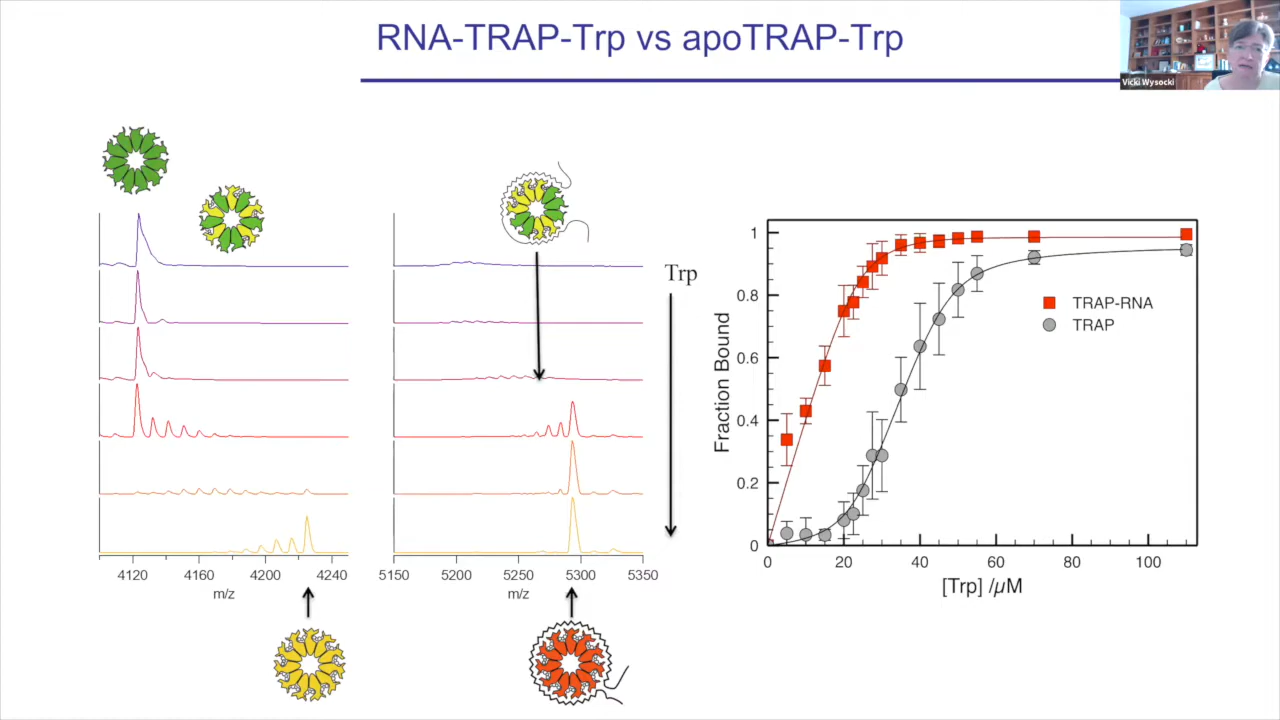 RNA-TRAP-Trp vs apoTRAP-Trp
Vicki Wysocki
Trp
4120 4160 4200 4240
m/z
5150 5200 5250 5300 5350
m/z
Fraction Bound
1
0.8
0.6
0.4
0.2
0
TRAP-RNA
TRAP
0 20 40 60 80 100
[Trp] /µM